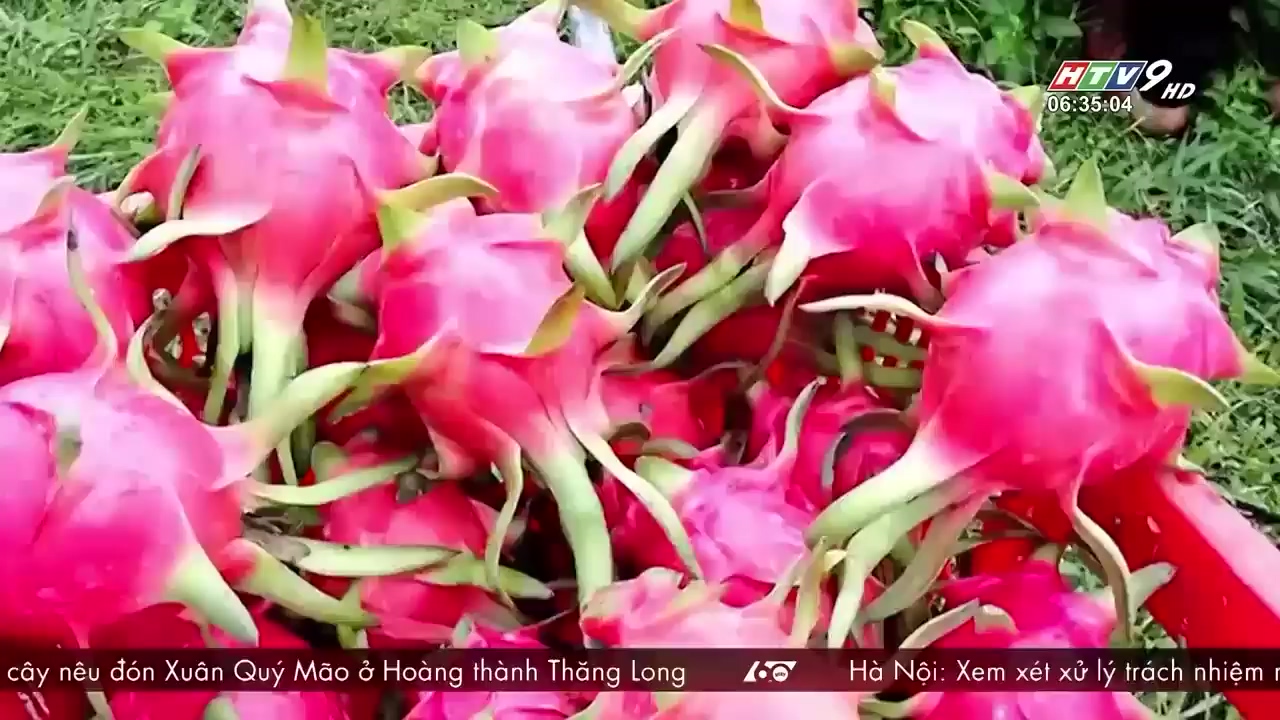 HTV9 HD
06:35:04
cây nêu đón Xuân Quý Mão ở Hoàng thành Thăng Long
Hà Nội: Xem xét xử lý trách nhiệm